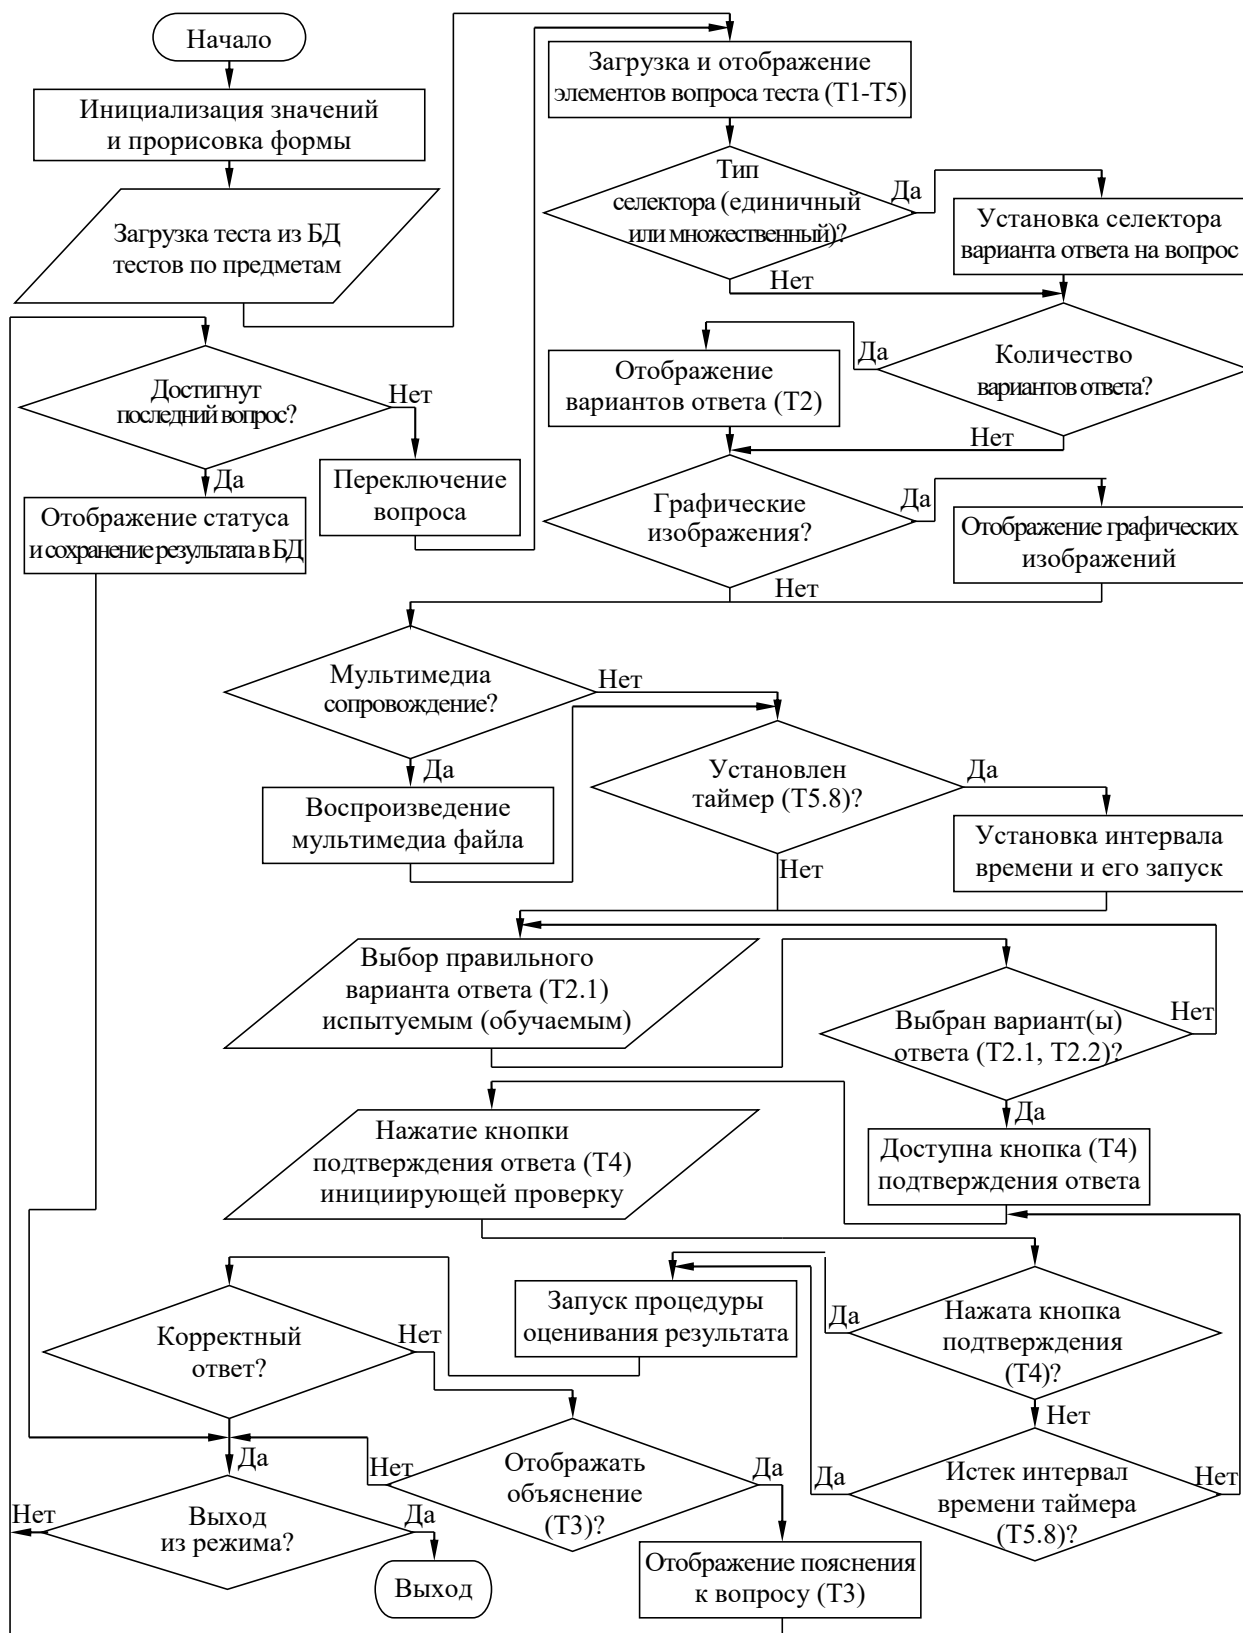 Начало
Инициализация значений
и прорисовка формы
Загрузка теста из БД
тестов по предметам
Загрузка и отображение
элементов вопроса теста (Т1-Т5)
Тип
селектора (единичный
или множественный)?
Да
Нет
Установка селектора
варианта ответа на вопрос
Количество
вариантов ответа?
Да
Нет
Отображение
вариантов ответа (Т2)
Достигнут
последний вопрос?
Нет
Да
Переключение
вопроса
Отображение статуса
и сохранение результата в БД
Графические
изображения?
Да
Нет
Отображение графических
изображений
Мультимедиа
сопровождение?
Нет
Да
Воспроизведение
мультимедиа файла
Установлен
таймер (Т5.8)?
Да
Нет
Установка интервала
времени и его запуск
Выбор правильного
варианта ответа (Т2.1)
испытуемым (обучаемым)
Выбран вариант(ы)
ответа (Т2.1, Т2.2)?
Нет
Да
Доступна кнопка (Т4)
подтверждения ответа
Нажатие кнопки
подтверждения ответа (Т4)
инициирующей проверку
Нажата кнопка
подтверждения
(Т4)?
Да
Нет
Запуск процедуры
оценивания результата
Корректный
ответ?
Нет
Да
Истек интервал
времени таймера
(Т5.8)?
Да
Нет
Отображать
объяснение
(Т3)?
Нет
Да
Отображение пояснения
к вопросу (Т3)
Выход
из режима?
Нет
Да
Выход